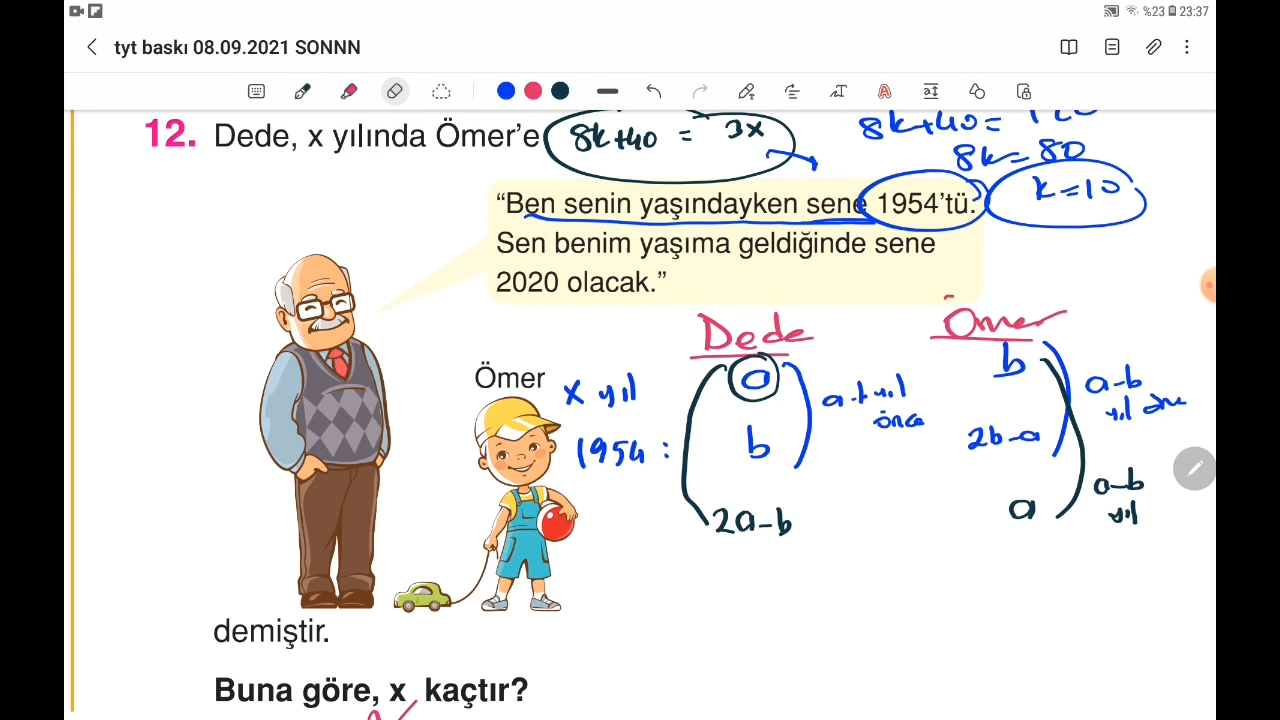 %23 23:37
tyt baskı 08.09.2021 SONNN
12. Dede, x yılında Ömer'e
8k+40 = 3x
8k+40 =
8k = 80
k = 10
“Ben senin yaşındayken sene 1954'tü.
Sen benim yaşıma geldiğinde sene
2020 olacak.”
Dede Ömer
Ömer
x yıl a b
a-b yıl önce
a-b yıl önce
1954 : b 2b-a
2a-b a
a-b yıl
demiştir.
Buna göre, x kaçtır?